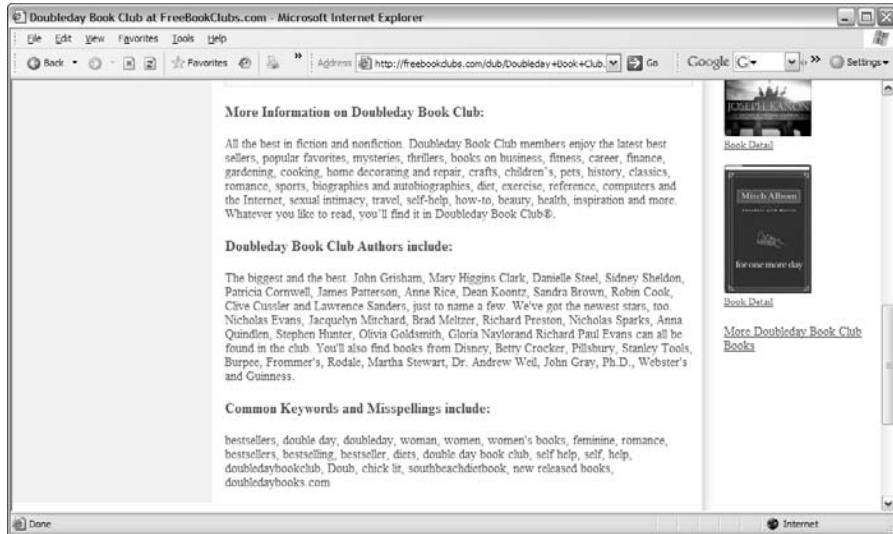 Doubleday Book Club at FreeBookClubs.com - Microsoft Internet Explorer
File Edit View Favorites Tools Help
Back Favorites Address http://freebookclubs.com/club/Doubleday+Book+Club. Go Google G Settings
More Information on Doubleday Book Club:
All the best in fiction and nonfiction. Doubleday Book Club members enjoy the latest best
sellers, popular favorites, mysteries, thrillers, books on business, fitness, career, finance,
gardening, cooking, home decorating and repair, crafts, children's, pets, history, classics,
romance, sports, biographies and autobiographies, diet, exercise, reference, computers and
the Internet, sexual intimacy, travel, self-help, how-to, beauty, health, inspiration and more.
Whatever you like to read, you'll find it in Doubleday Book Club®.
Doubleday Book Club Authors include:
The biggest and the best. John Grisham, Mary Higgins Clark, Danielle Steel, Sidney Sheldon,
Patricia Cornwell, James Patterson, Anne Rice, Dean Koontz, Sandra Brown, Robin Cook,
Clive Cussler and Lawrence Sanders, just to name a few. We've got the newest stars, too.
Nicholas Evans, Jacquelyn Mitchard, Brad Meltzer, Richard Preston, Nicholas Sparks, Anna
Quindlen, Stephen Hunter, Olivia Goldsmith, Gloria Naylorand Richard Paul Evans can all be
found in the club. You'll also find books from Disney, Betty Crocker, Pillsbury, Stanley Tools,
Burpee, Frommer's, Rodale, Martha Stewart, Dr. Andrew Weil, John Gray, Ph.D., Webster's
and Guinness.
Common Keywords and Misspellings include:
bestsellers, double day, doubleday, woman, women, women's books, feminine, romance,
bestsellers, bestselling, bestseller, diets, double day book club, self help, self, help,
doubledaybookclub, Doub, chick lit, southbeachdietbook, new released books,
doubledaybooks.com
JOSEPH KANON
Book Detail
Mitch Albom
for one more day
Book Detail
More Doubleday Book Club
Books
Done Internet